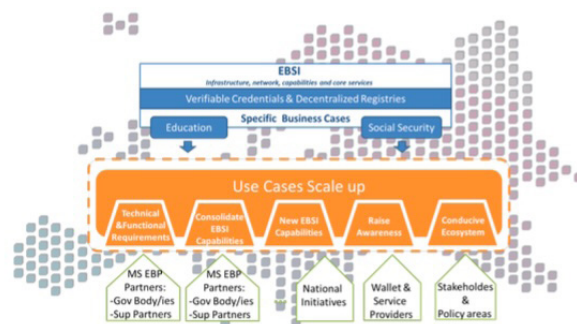 EBSI
Infrastructure, network, capabilities and core services
Verifiable Credentials & Decentralized Registries
Specific Business Cases
Education
Social Security
Use Cases Scale up
Technical
&Functional
Requirements
Consolidate
EBSI
Capabilities
New EBSI
Capabilities
Raise
Awareness
Conducive
Ecosystem
MS EBP
Partners:
-Gov Body/ies
-Sup Partners
MS EBP
Partners:
-Gov Body/ies
-Sup Partners
National
Initiatives
Wallet &
Service
Providers
Stakeholdes
&
Policy areas